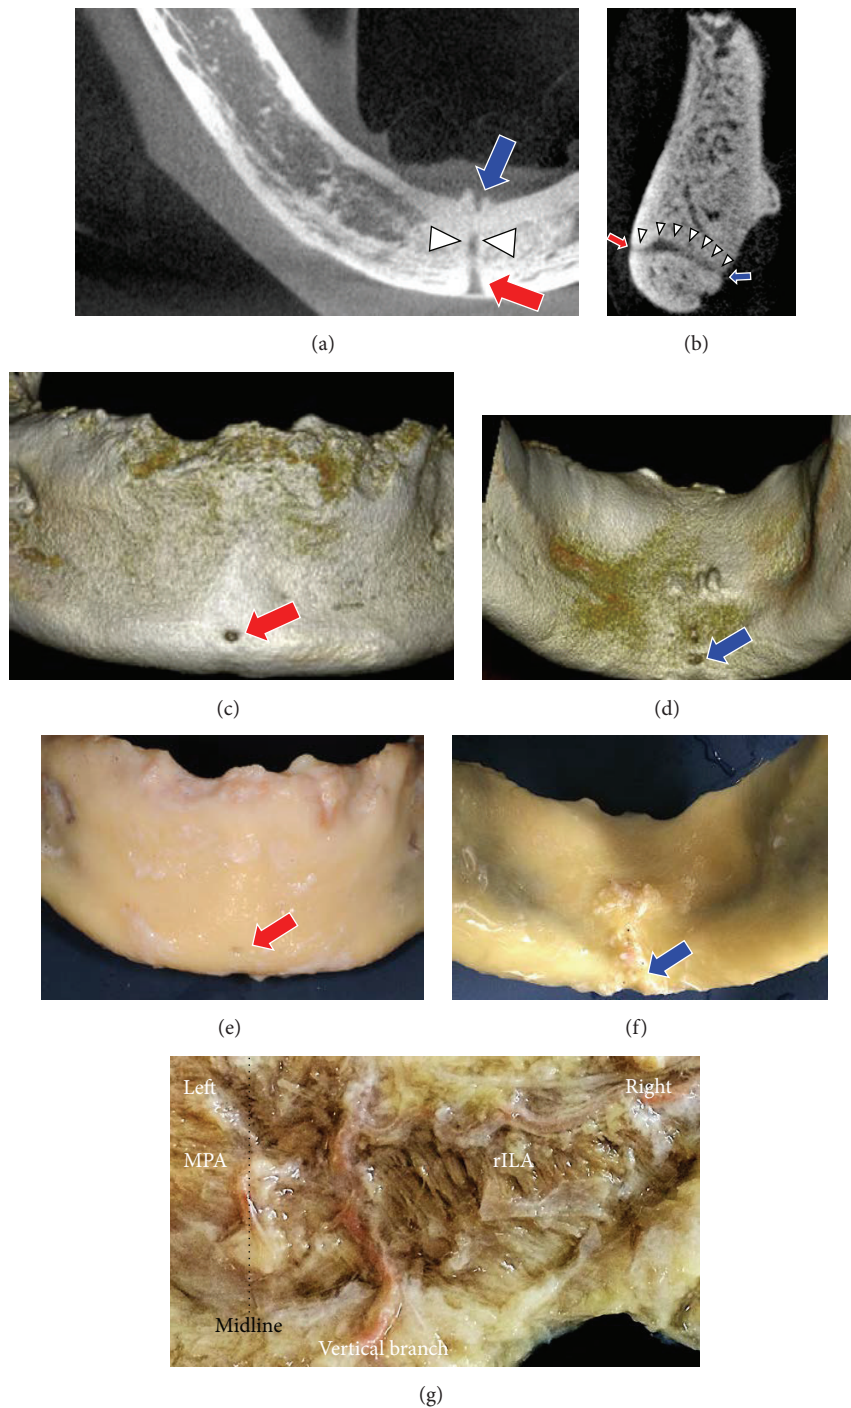 (a)
(b)
(c)
(d)
(e)
(f)
Left
Right
MPA
rILA
Midline
Vertical branch
(g)